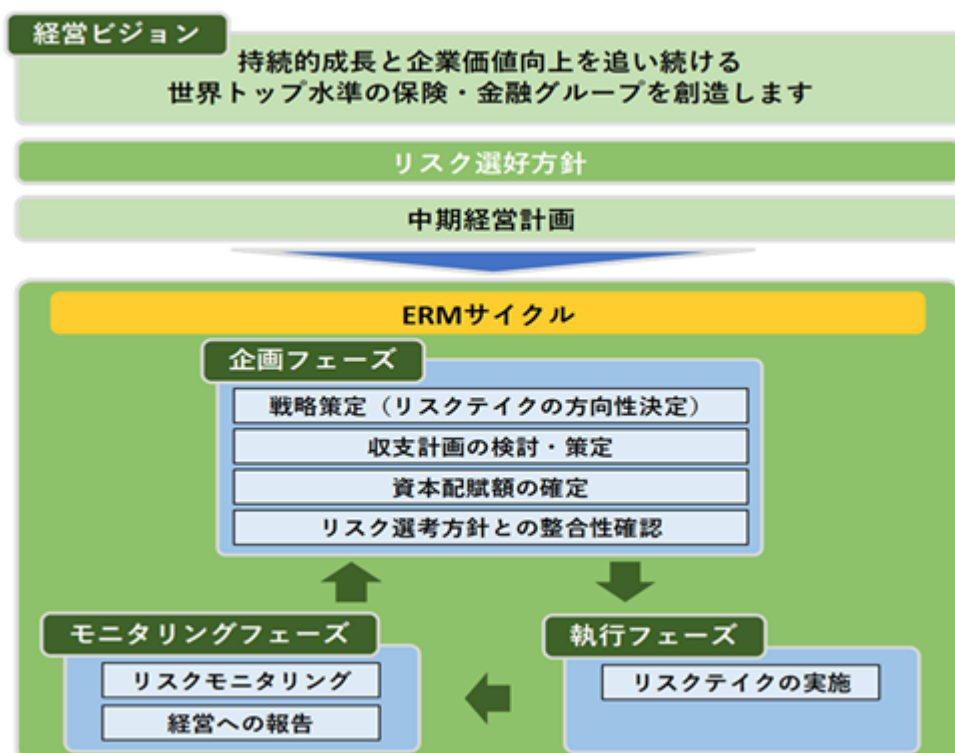 経営ビジョン
持続的成長と企業価値向上を追い続ける
世界トップ水準の保険・金融グループを創造します
リスク選好方針
中期経営計画
ERMサイクル
企画フェーズ
戦略策定（リスクテイクの方向性決定）
収支計画の検討・策定
資本配賦額の確定
リスク選考方針との整合性確認
モニタリングフェーズ
リスクモニタリング
経営への報告
執行フェーズ
リスクテイクの実施